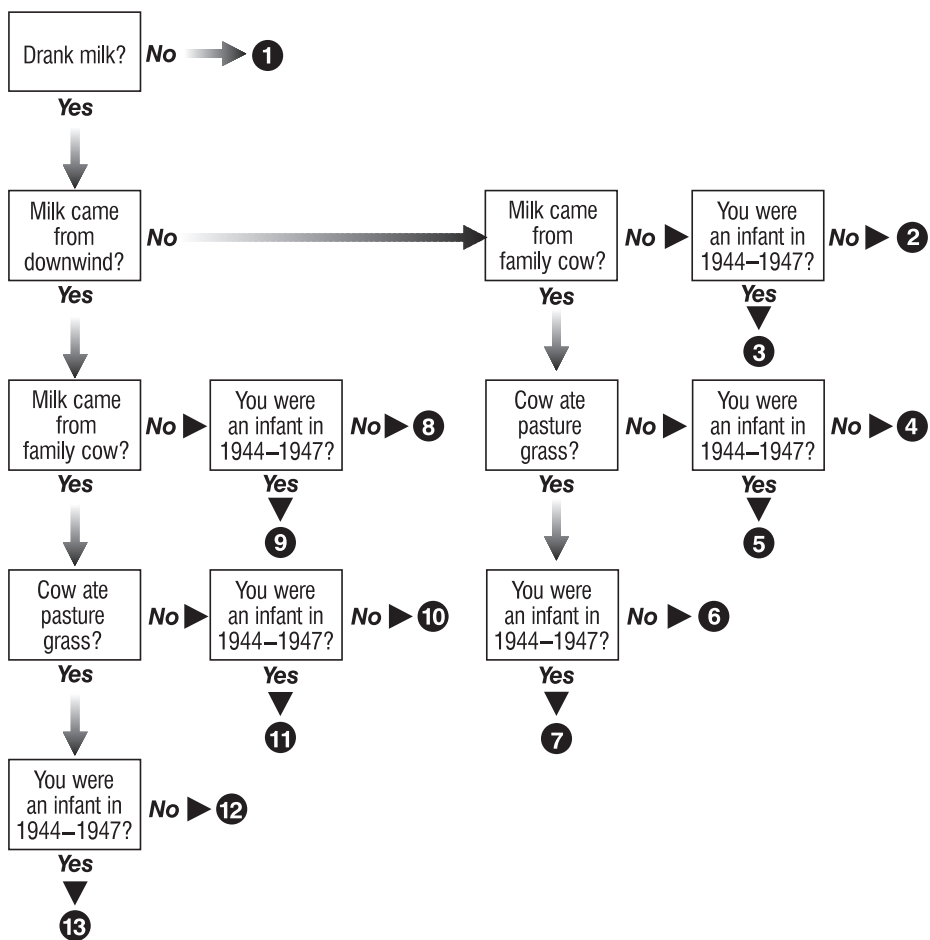 Drank milk?
No
1
Yes
Milk came
from
downwind?
No
Milk came
from
family cow?
No
You were
an infant in
1944–1947?
No
2
Yes
Yes
Yes
3
Milk came
from
family cow?
No
You were
an infant in
1944–1947?
No
8
Cow ate
pasture
grass?
No
You were
an infant in
1944–1947?
No
4
Yes
Yes
9
Yes
Yes
5
Cow ate
pasture
grass?
No
You were
an infant in
1944–1947?
No
10
You were
an infant in
1944–1947?
No
6
Yes
Yes
11
Yes
7
You were
an infant in
1944–1947?
No
12
Yes
13